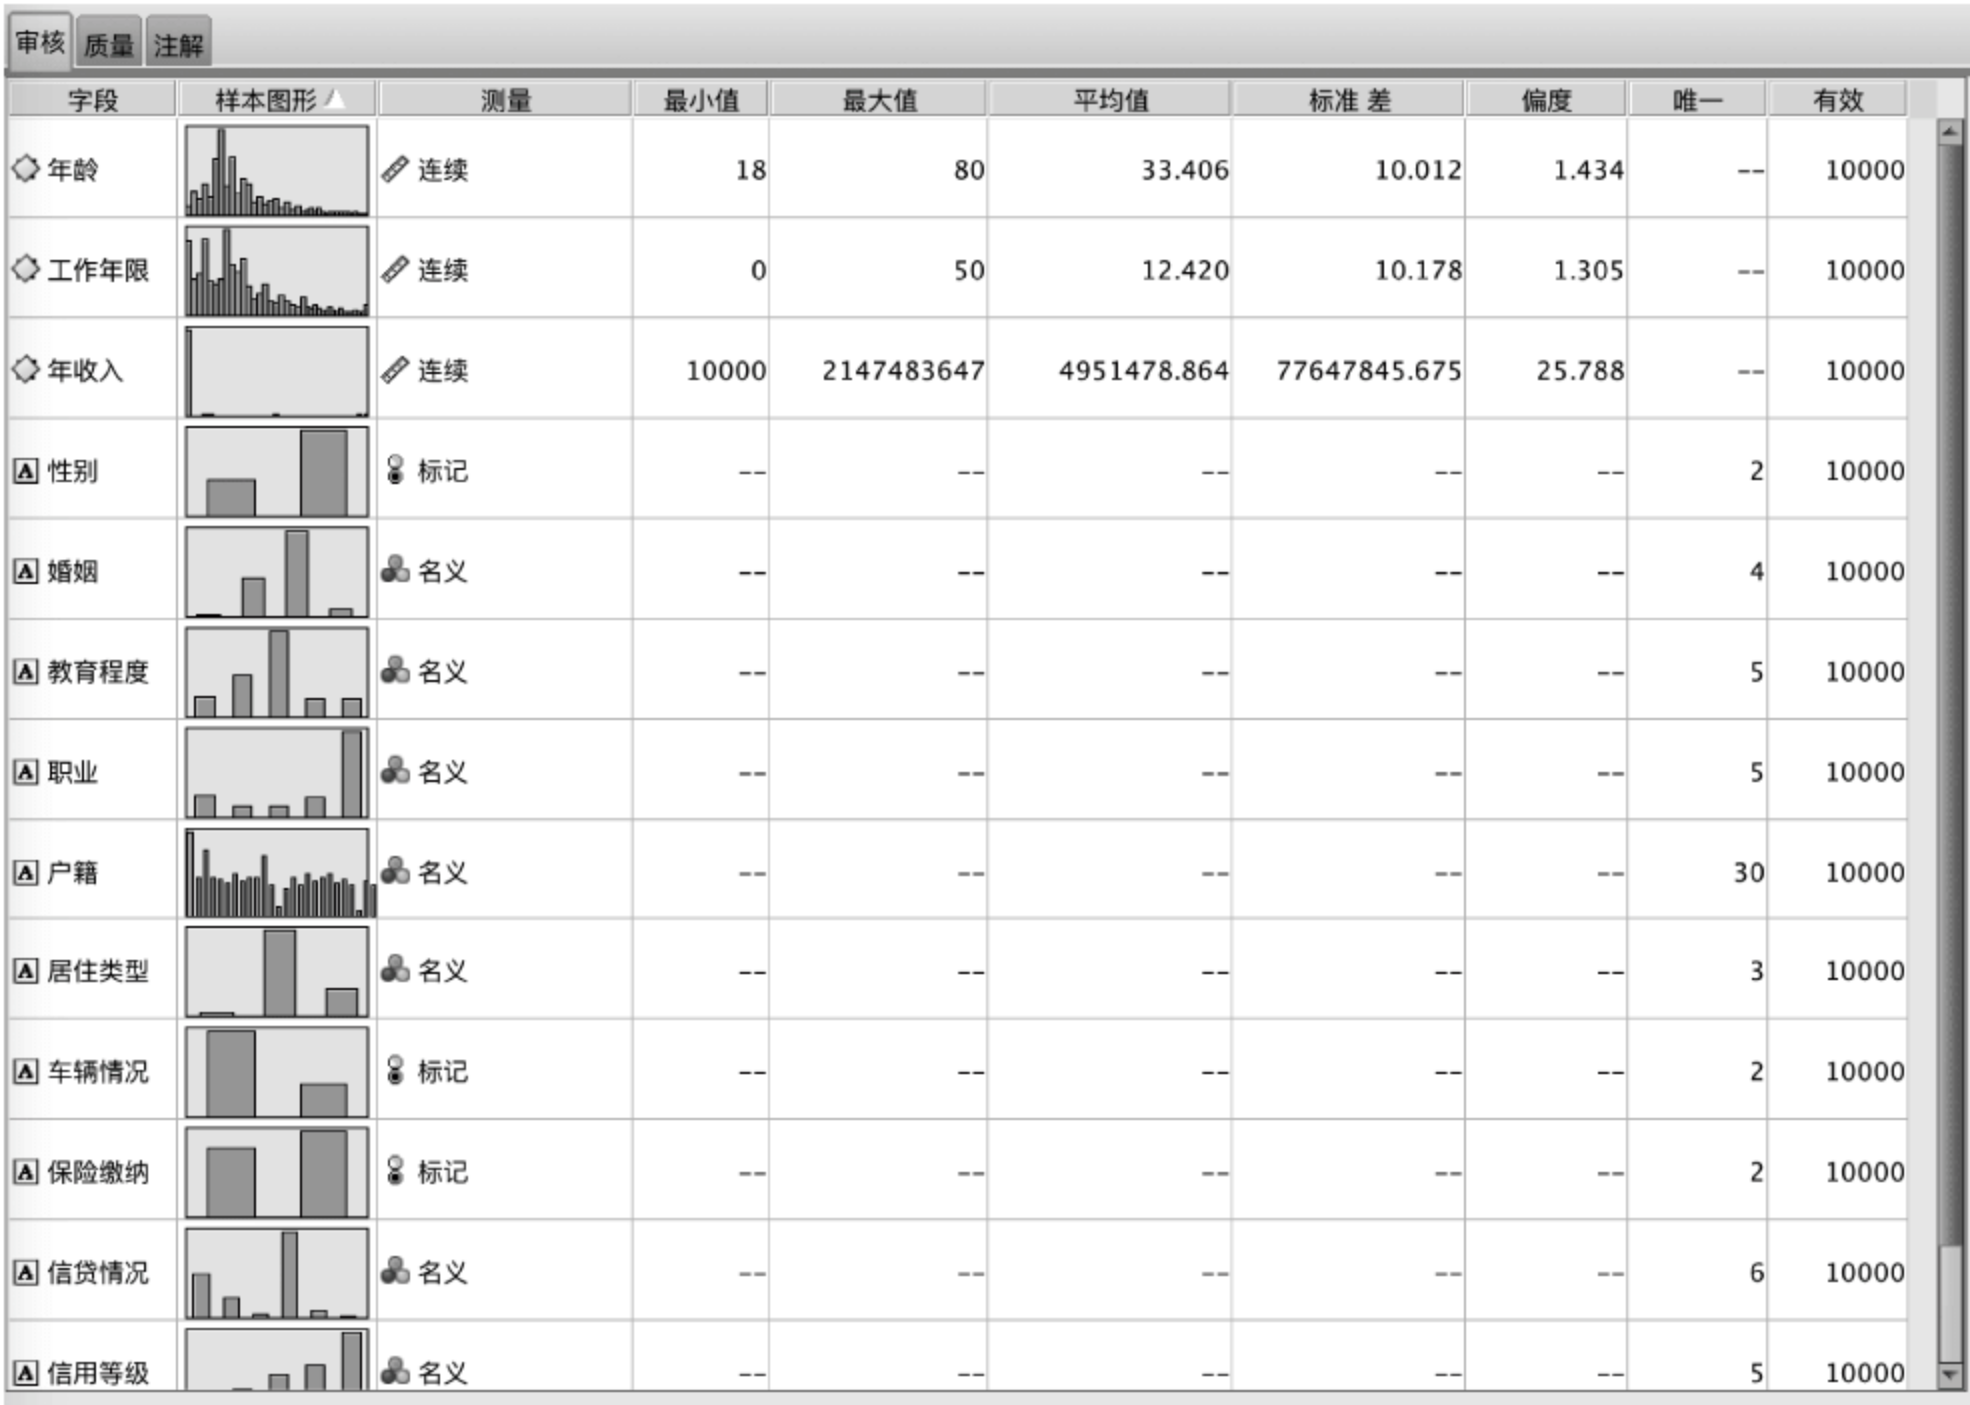 审核 质量 注解
字段 样本图形 测量 最小值 最大值 平均值 标准 差 偏度 唯一 有效
年龄 连续 18 80 33.406 10.012 1.434 -- 10000
工作年限 连续 0 50 12.420 10.178 1.305 -- 10000
年收入 连续 10000 2147483647 4951478.864 77647845.675 25.788 -- 10000
A 性别 标记 -- -- -- -- -- 2 10000
A 婚姻 名义 -- -- -- -- -- 4 10000
A 教育程度 名义 -- -- -- -- -- 5 10000
A 职业 名义 -- -- -- -- -- 5 10000
A 户籍 名义 -- -- -- -- -- 30 10000
A 居住类型 名义 -- -- -- -- -- 3 10000
A 车辆情况 标记 -- -- -- -- -- 2 10000
A 保险缴纳 标记 -- -- -- -- -- 2 10000
A 信贷情况 名义 -- -- -- -- -- 6 10000
A 信用等级 名义 -- -- -- -- -- 5 10000